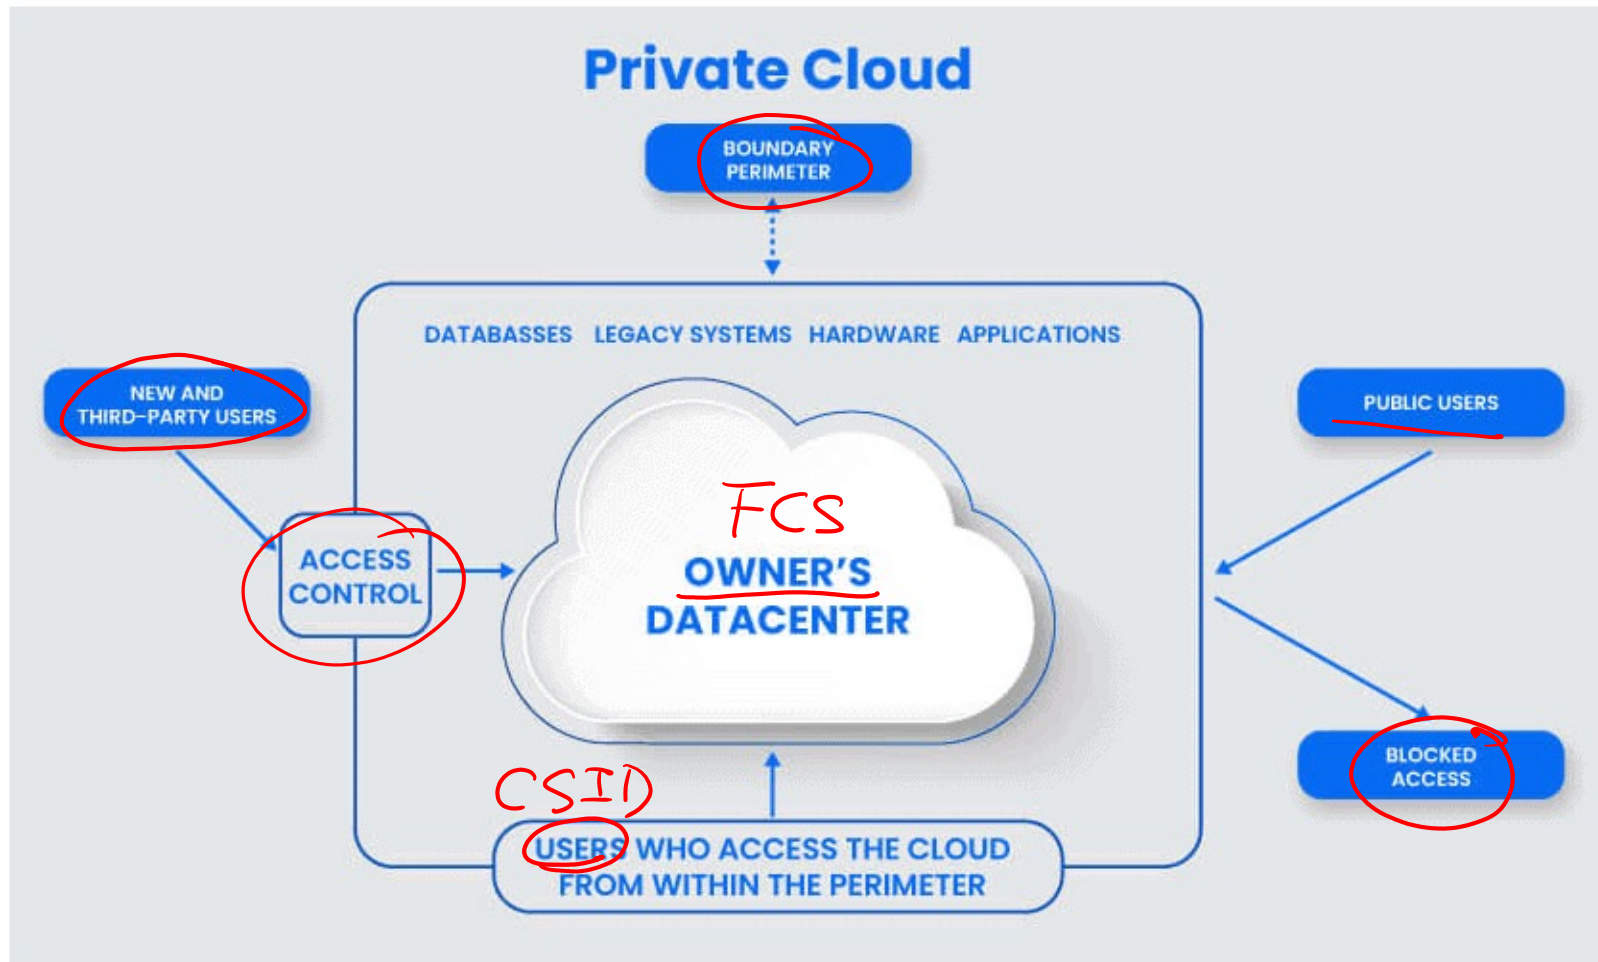 Private Cloud
BOUNDARY
PERIMETER
DATABASSES LEGACY SYSTEMS HARDWARE APPLICATIONS
NEW AND
THIRD-PARTY USERS
PUBLIC USERS
ACCESS
CONTROL
FCS
OWNER'S
DATACENTER
BLOCKED
ACCESS
CSID
USERS WHO ACCESS THE CLOUD
FROM WITHIN THE PERIMETER